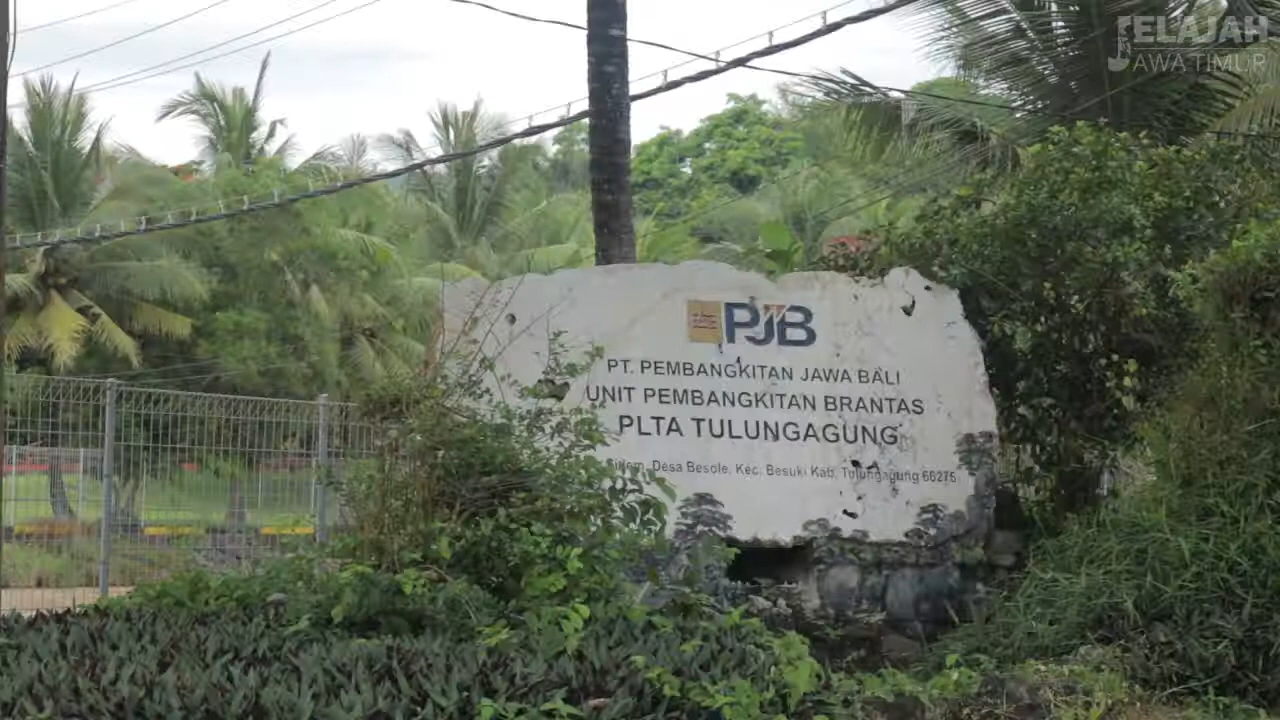 JELAJAH
JAWA TIMUR
PJB
PT. PEMBANGKITAN JAWA BALI
UNIT PEMBANGKITAN BRANTAS
PLTA TULUNGAGUNG
Desa Besole, Kec. Besuki Kab. Tulungagung 66275